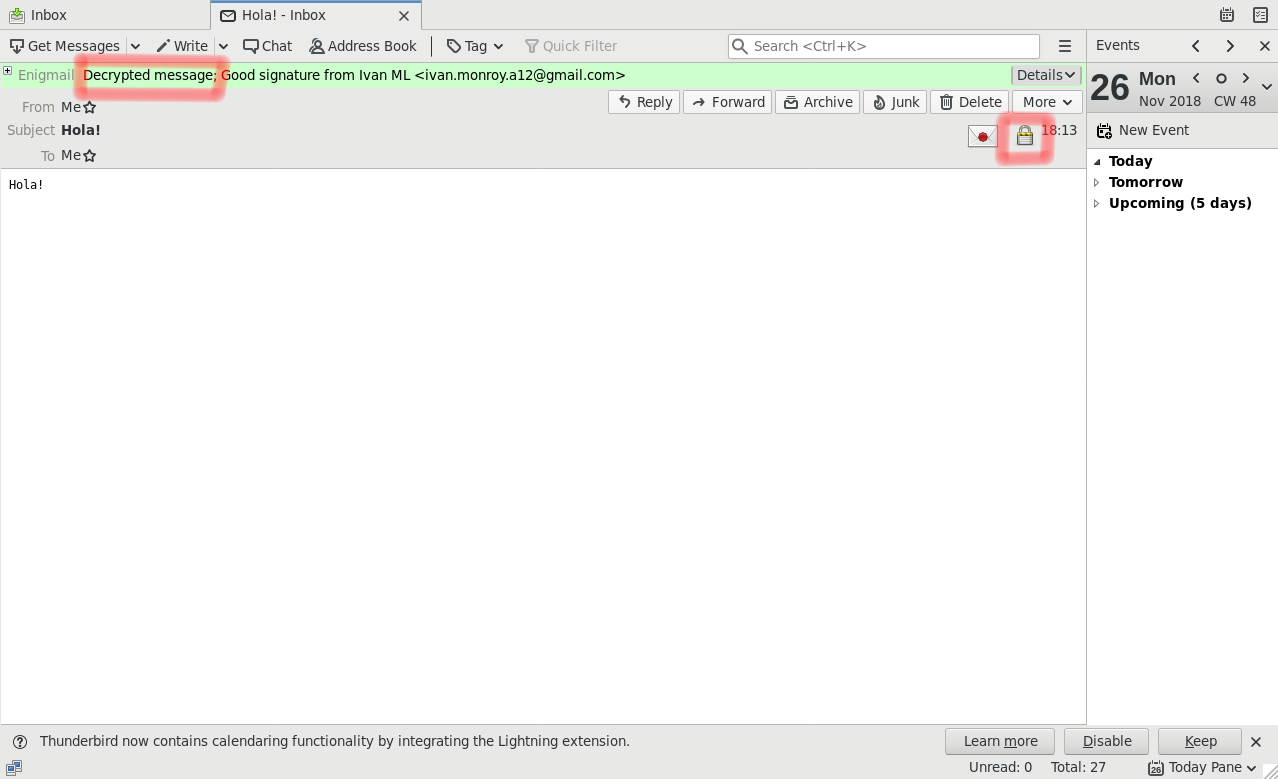 Inbox
Hola! - Inbox
Get Messages Write Chat Address Book Tag Quick Filter Search <Ctrl+K>
Events
Enigmail Decrypted message; Good signature from Ivan ML <ivan.monroy.a12@gmail.com> Details
26 Mon
Nov 2018 CW 48
From Me Reply Forward Archive Junk Delete More
Subject Hola! 18:13
New Event
To Me
Today
Tomorrow
Upcoming (5 days)
Hola!
Thunderbird now contains calendaring functionality by integrating the Lightning extension. Learn more Disable Keep
Unread: 0 Total: 27 26 Today Pane